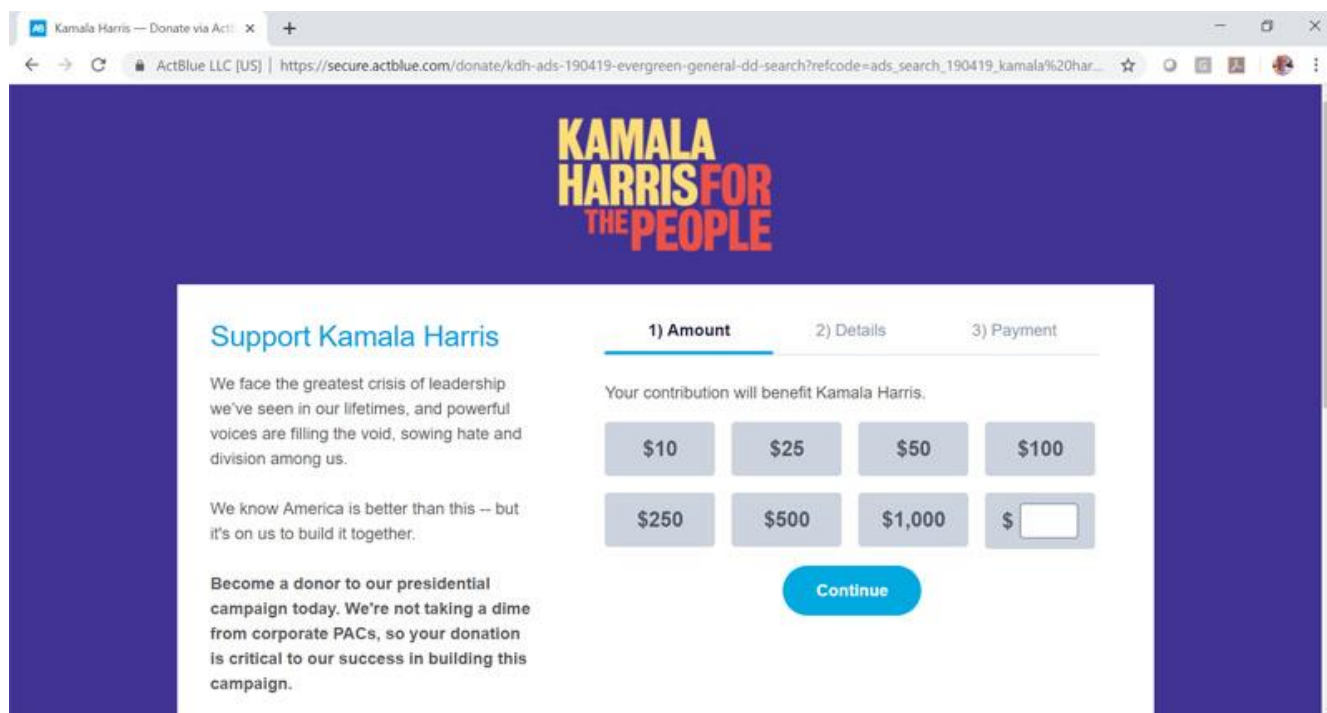 Kamala Harris — Donate via Act
ActBlue LLC [US] | https://secure.actblue.com/donate/kdh-ads-190419-evergreen-general-dd-search?refcode=ads_search_190419_kamala%20har...
KAMALA
HARRIS FOR
THE PEOPLE
Support Kamala Harris
We face the greatest crisis of leadership
we've seen in our lifetimes, and powerful
voices are filling the void, sowing hate and
division among us.
We know America is better than this -- but
it's on us to build it together.
Become a donor to our presidential
campaign today. We're not taking a dime
from corporate PACs, so your donation
is critical to our success in building this
campaign.
1) Amount 2) Details 3) Payment
Your contribution will benefit Kamala Harris.
$10 $25 $50 $100
$250 $500 $1,000 $
Continue